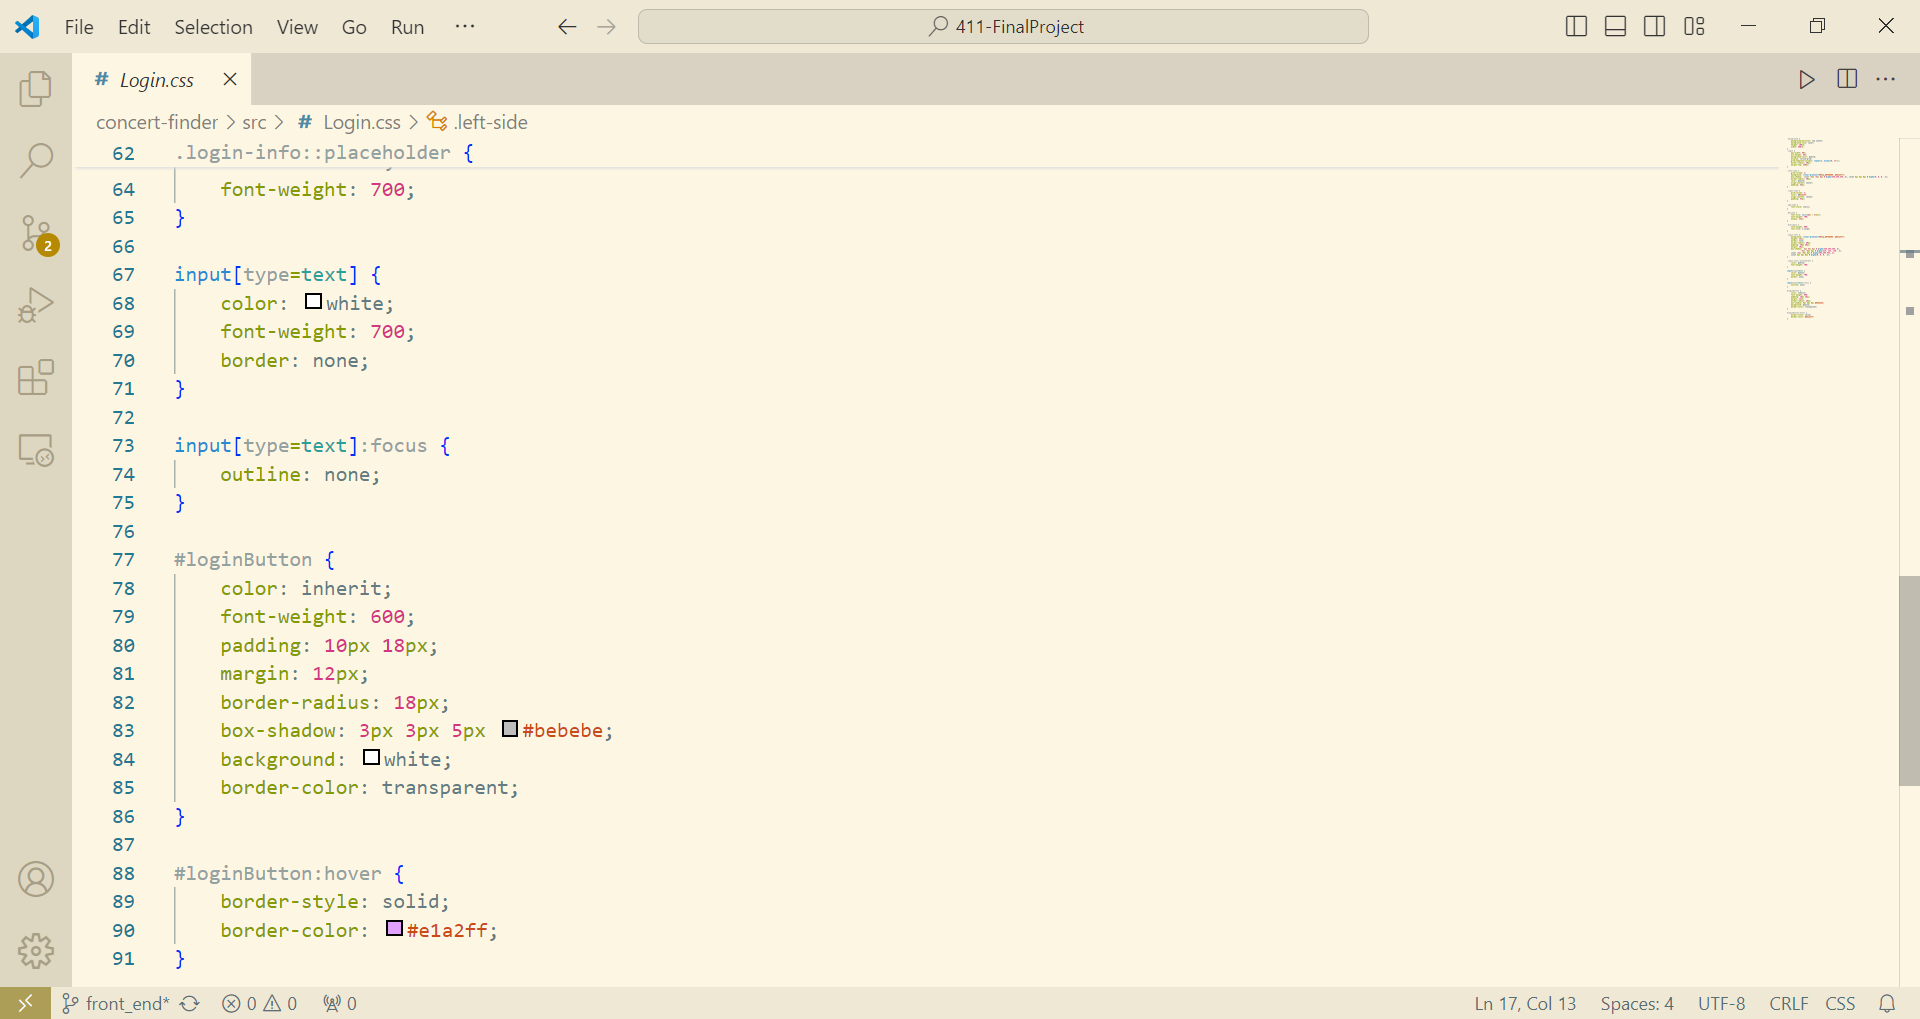 File Edit Selection View Go Run ···
411-FinalProject
# Login.css
concert-finder > src > # Login.css > .left-side
62 .login-info::placeholder {
64 font-weight: 700;
65 }
66
67 input[type=text] {
68 color: white;
69 font-weight: 700;
70 border: none;
71 }
72
73 input[type=text]:focus {
74 outline: none;
75 }
76
77 #loginButton {
78 color: inherit;
79 font-weight: 600;
80 padding: 10px 18px;
81 margin: 12px;
82 border-radius: 18px;
83 box-shadow: 3px 3px 5px #bebebe;
84 background: white;
85 border-color: transparent;
86 }
87
88 #loginButton:hover {
89 border-style: solid;
90 border-color: #e1a2ff;
91 }
2
front_end* 0 0 0 Ln 17, Col 13 Spaces: 4 UTF-8 CRLF CSS